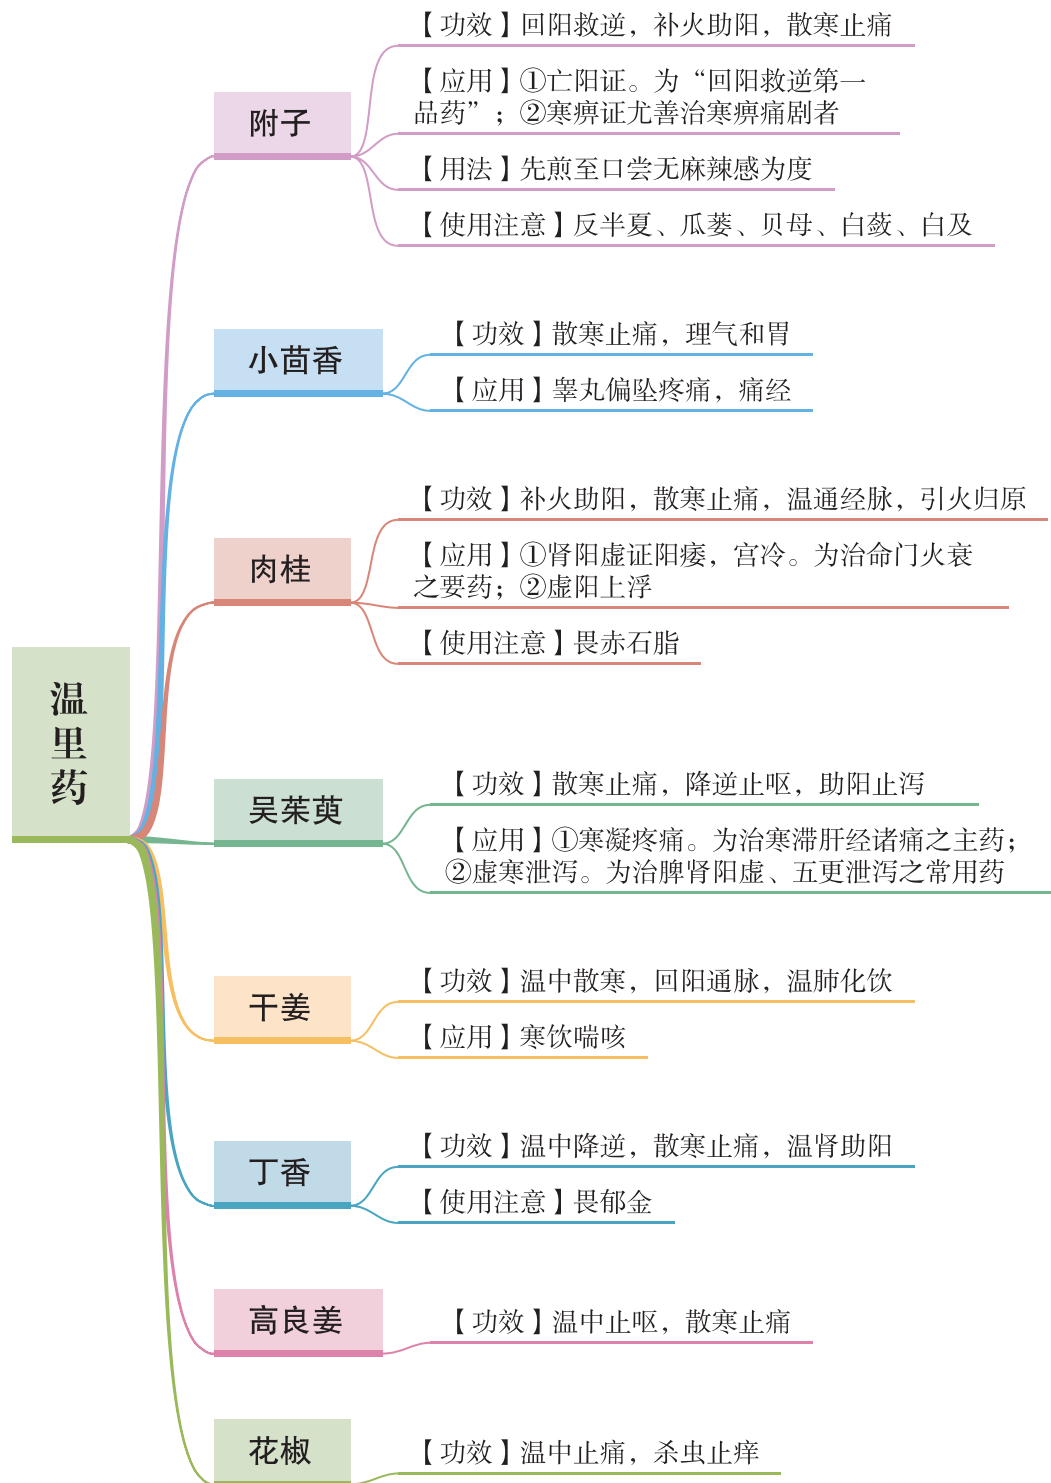 温里药
附子
【功效】回阳救逆，补火助阳，散寒止痛
【应用】①亡阳证。为“回阳救逆第一
品药”；②寒痹证尤善治寒痹痛剧者
【用法】先煎至口尝无麻辣感为度
【使用注意】反半夏、瓜蒌、贝母、白蔹、白及
小茴香
【功效】散寒止痛，理气和胃
【应用】睾丸偏坠疼痛，痛经
肉桂
【功效】补火助阳，散寒止痛，温通经脉，引火归原
【应用】①肾阳虚证阳痿，宫冷。为治命门火衰
之要药；②虚阳上浮
【使用注意】畏赤石脂
吴茱萸
【功效】散寒止痛，降逆止呕，助阳止泻
【应用】①寒凝疼痛。为治寒滞肝经诸痛之主药；
②虚寒泄泻。为治脾肾阳虚、五更泄泻之常用药
干姜
【功效】温中散寒，回阳通脉，温肺化饮
【应用】寒饮喘咳
丁香
【功效】温中降逆，散寒止痛，温肾助阳
【使用注意】畏郁金
高良姜
【功效】温中止呕，散寒止痛
花椒
【功效】温中止痛，杀虫止痒